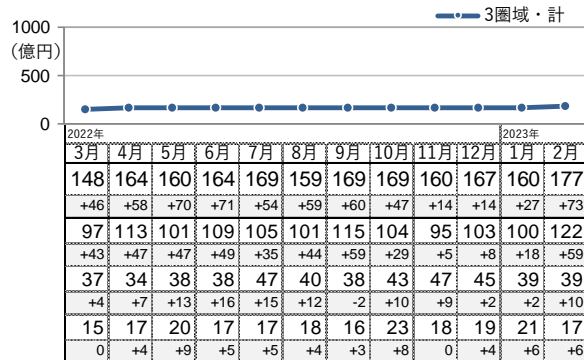 3圏域・計
1000
(億円)
500
0
2022年 2023年
3月 4月 5月 6月 7月 8月 9月 10月 11月 12月 1月 2月
148 164 160 164 169 159 169 169 160 167 160 177
+46 +58 +70 +71 +54 +59 +60 +47 +14 +14 +27 +73
97 113 101 109 105 101 115 104 95 103 100 122
+43 +47 +47 +49 +35 +44 +59 +29 +5 +8 +18 +59
37 34 38 38 47 40 38 43 47 45 39 39
+4 +7 +13 +16 +15 +12 -2 +10 +9 +2 +2 +10
15 17 20 17 17 18 16 23 18 19 21 17
0 +4 +9 +5 +5 +4 +3 +8 0 +4 +6 +6